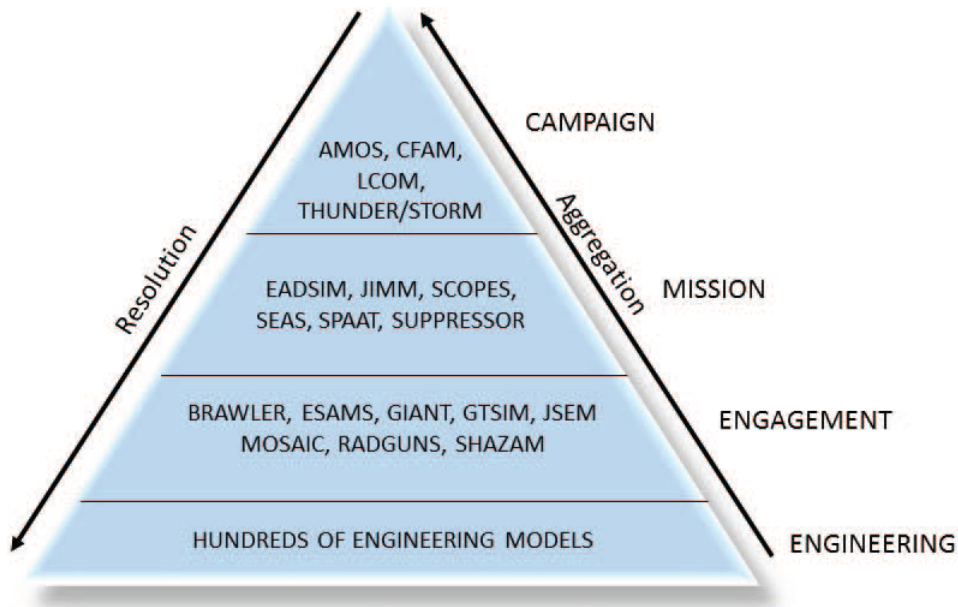 CAMPAIGN
AMOS, CFAM,
LCOM,
THUNDER/STORM
Resolution
Aggregation
MISSION
EADSIM, JIMM, SCOPES,
SEAS, SPAAT, SUPPRESSOR
ENGAGEMENT
BRAWLER, ESAMS, GIANT, GTSIM, JSEM
MOSAIC, RADGUNS, SHAZAM
HUNDREDS OF ENGINEERING MODELS
ENGINEERING